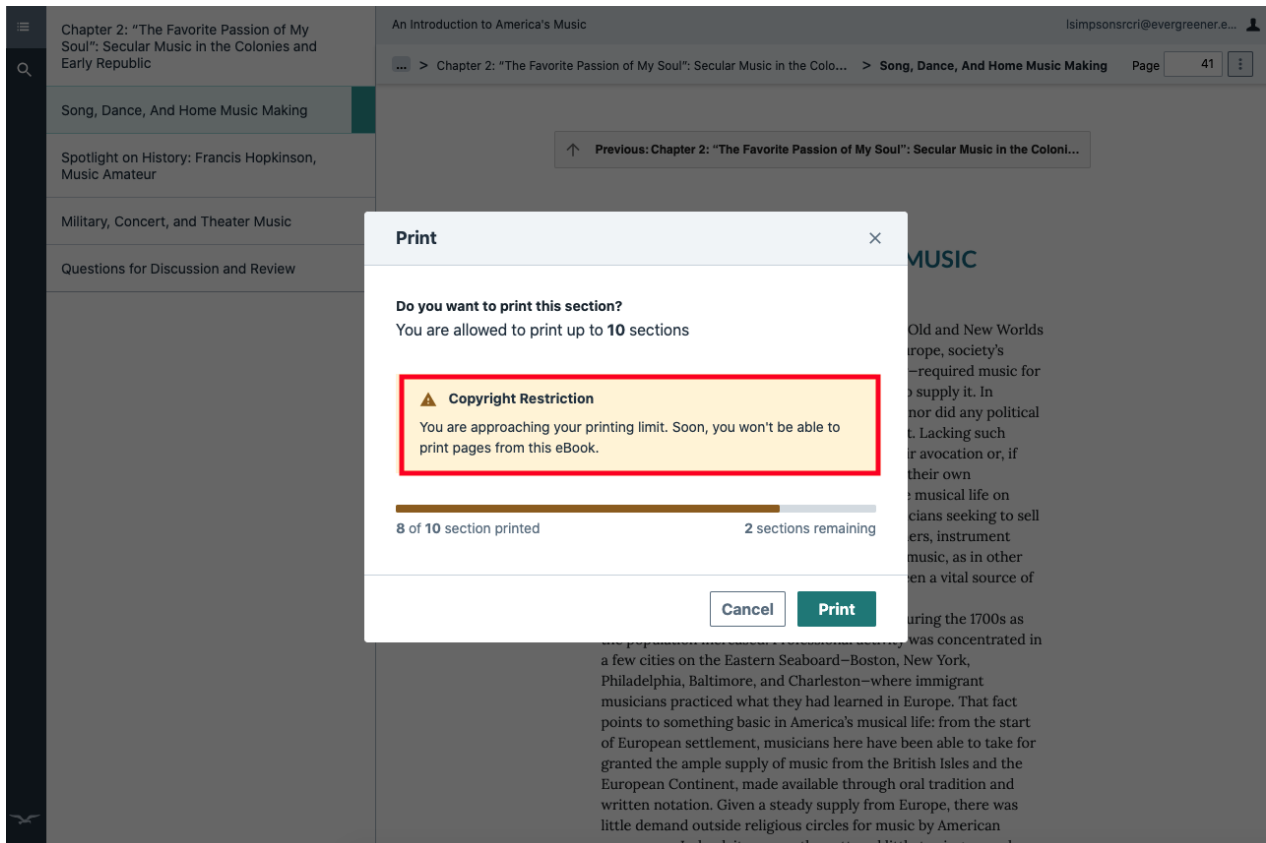 Chapter 2: “The Favorite Passion of My
Soul”: Secular Music in the Colonies and
Early Republic
Song, Dance, And Home Music Making
Spotlight on History: Francis Hopkinson,
Music Amateur
Military, Concert, and Theater Music
Questions for Discussion and Review
An Introduction to America's Music
lsimpsonsrcri@evergreener.e...
... > Chapter 2: “The Favorite Passion of My Soul”: Secular Music in the Colo... > Song, Dance, And Home Music Making Page 41
Previous: Chapter 2: “The Favorite Passion of My Soul”: Secular Music in the Coloni...
MUSIC
Print
Do you want to print this section?
You are allowed to print up to 10 sections
Copyright Restriction
You are approaching your printing limit. Soon, you won't be able to
print pages from this eBook.
8 of 10 section printed 2 sections remaining
Cancel Print
Old and New Worlds
society’s
—required music for
supply it. In
nor did any political
Lacking such
avocation or, if
their own
musical life on
seeking to sell
instrument
music, as in other
a vital source of
during the 1700s as
the population increased. Professional activity was concentrated in
a few cities on the Eastern Seaboard—Boston, New York,
Philadelphia, Baltimore, and Charleston—where immigrant
musicians practiced what they had learned in Europe. That fact
points to something basic in America’s musical life: from the start
of European settlement, musicians here have been able to take for
granted the ample supply of music from the British Isles and the
European Continent, made available through oral tradition and
written notation. Given a steady supply from Europe, there was
little demand outside religious circles for music by American